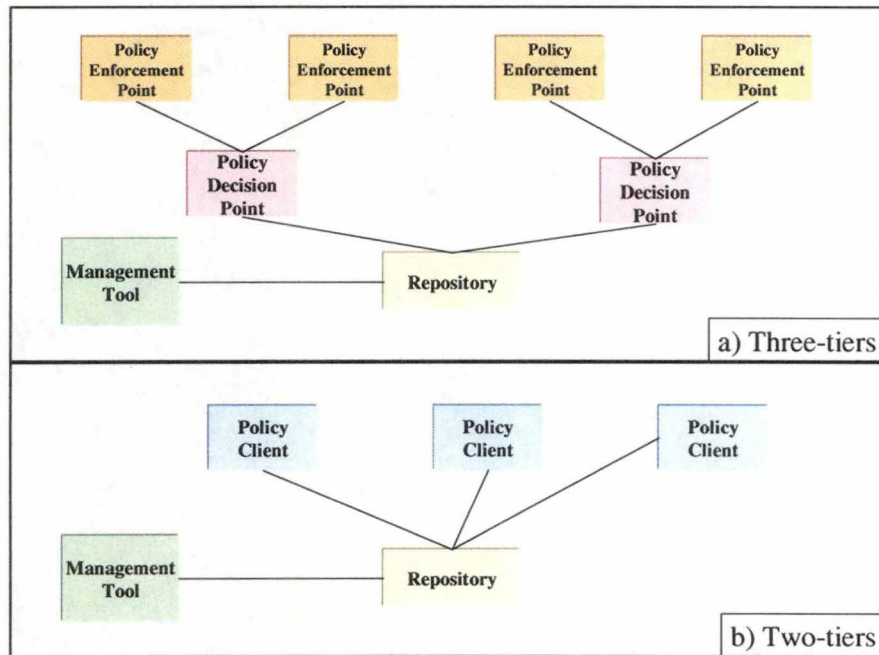 Policy
Enforcement
Point
Policy
Enforcement
Point
Policy
Enforcement
Point
Policy
Enforcement
Point
Policy
Decision
Point
Policy
Decision
Point
Management
Tool
Repository
a) Three-tiers
Policy
Client
Policy
Client
Policy
Client
Management
Tool
Repository
b) Two-tiers